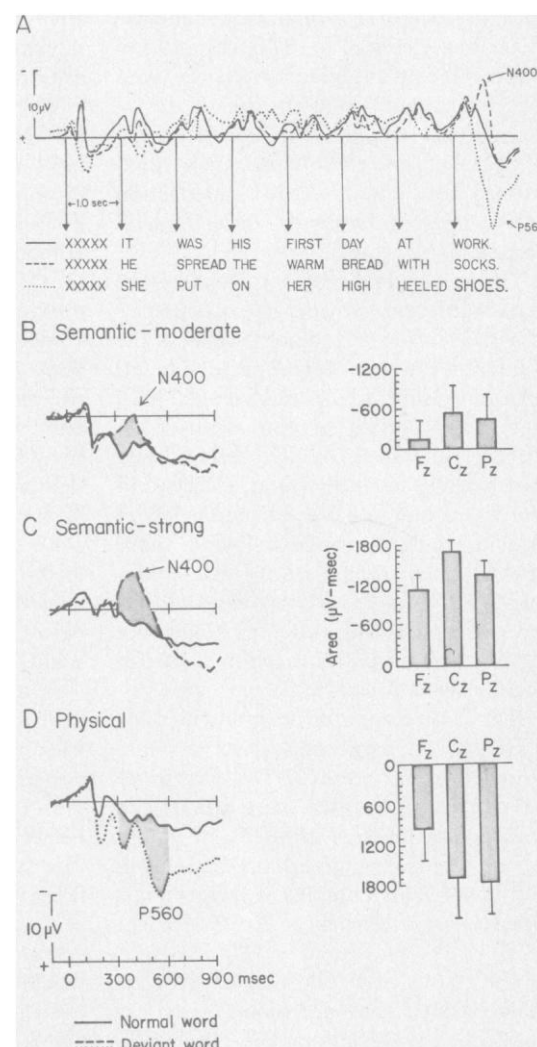 A
N400
10 µV
+
1.0 sec
XXXXX IT WAS HIS FIRST DAY AT WORK.
XXXXX HE SPREAD THE WARM BREAD WITH SOCKS.
XXXXX SHE PUT ON HER HIGH HEELED SHOES.
B Semantic–moderate
N400
-1200
-600
0
Fz Cz Pz
C Semantic-strong
N400
Area (µV-msec)
-1800
-1200
-600
0
Fz Cz Pz
D Physical
Fz Cz Pz
0
600
1200
1800
P560
10 µV
+
0 300 600 900 msec
Normal word
Deviant word